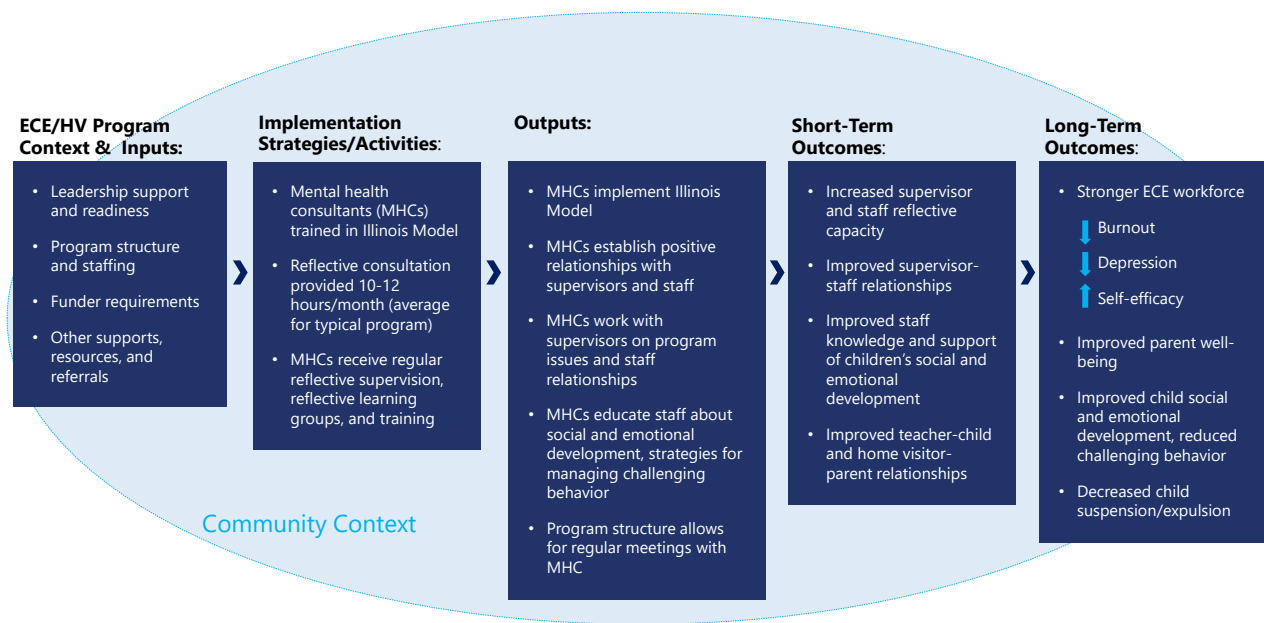 ECE/HV Program
Context & Inputs:
• Leadership support
and readiness
• Program structure
and staffing
• Funder requirements
• Other supports,
resources, and
referrals
Implementation
Strategies/Activities:
• Mental health
consultants (MHCs)
trained in Illinois Model
• Reflective consultation
provided 10-12
hours/month (average
for typical program)
• MHCs receive regular
reflective supervision,
reflective learning
groups, and training
Outputs:
• MHCs implement Illinois
Model
• MHCs establish positive
relationships with
supervisors and staff
• MHCs work with
supervisors on program
issues and staff
relationships
• MHCs educate staff about
social and emotional
development, strategies for
managing challenging
behavior
• Program structure allows
for regular meetings with
MHC
Short-Term
Outcomes:
• Increased supervisor
and staff reflective
capacity
• Improved supervisor-
staff relationships
• Improved staff
knowledge and support
of children’s social and
emotional
development
• Improved teacher-child
and home visitor-
parent relationships
Long-Term
Outcomes:
• Stronger ECE workforce
Burnout
Depression
Self-efficacy
• Improved parent well-
being
• Improved child social
and emotional
development, reduced
challenging behavior
• Decreased child
suspension/expulsion
Community Context